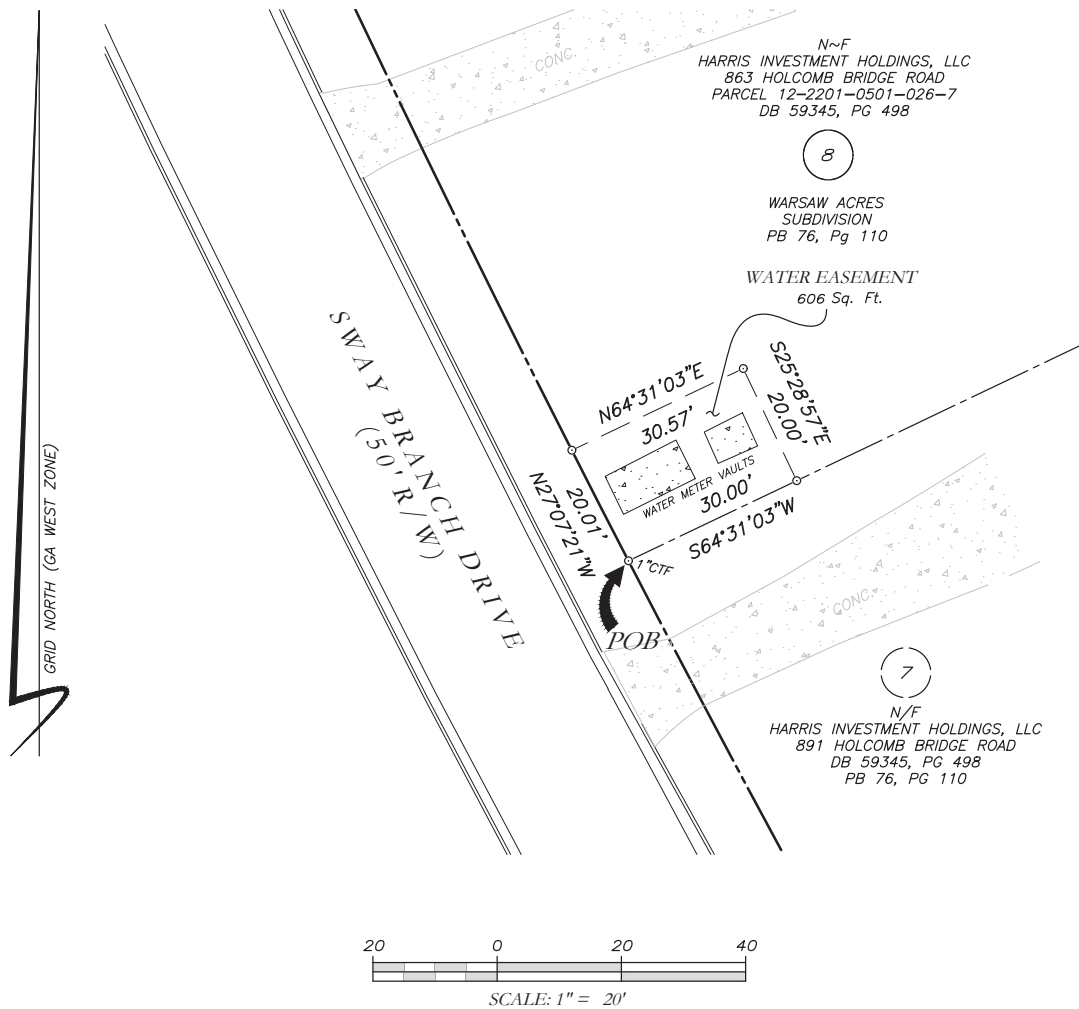 CONC.
N~F
HARRIS INVESTMENT HOLDINGS, LLC
863 HOLCOMB BRIDGE ROAD
PARCEL 12-2201-0501-026-7
DB 59345, PG 498
8
WARSAW ACRES
SUBDIVISION
PB 76, Pg 110
WATER EASEMENT
606 Sq. Ft.
SWAY BRANCH DRIVE
(50' R/W)
N64°31'03"E
30.57'
S25°28'57"E
20.00'
WATER METER VAULTS
30.00'
S64°31'03"W
20.01'
N27°07'21"W
1"CTF
POB
GRID NORTH (GA WEST ZONE)
CONC.
7
N/F
HARRIS INVESTMENT HOLDINGS, LLC
891 HOLCOMB BRIDGE ROAD
DB 59345, PG 498
PB 76, PG 110
20 0 20 40
SCALE: 1" = 20'